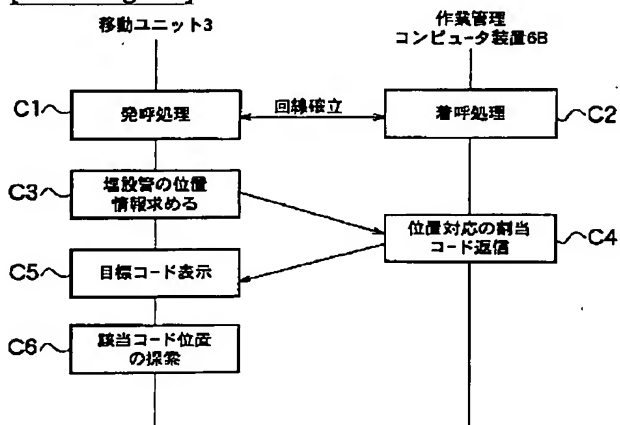 移動ユニット3
作業管理
コンピュータ装置6B
C1
発呼処理
回線確立
着呼処理
C2
C3
埋設管の位置
情報求める
位置対応の割当
コード返信
C4
C5
目標コード表示
C6
該当コード位置
の探索